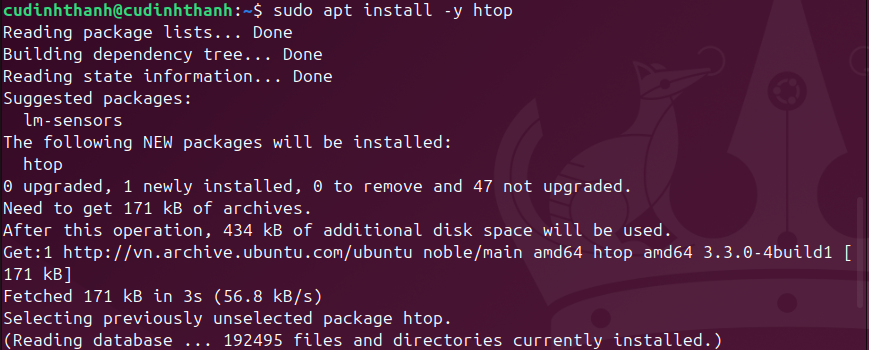 cudinhthanh@cudinhthanh:~$ sudo apt install -y htop
Reading package lists... Done
Building dependency tree... Done
Reading state information... Done
Suggested packages:
  lm-sensors
The following NEW packages will be installed:
  htop
0 upgraded, 1 newly installed, 0 to remove and 47 not upgraded.
Need to get 171 kB of archives.
After this operation, 434 kB of additional disk space will be used.
Get:1 http://vn.archive.ubuntu.com/ubuntu noble/main amd64 htop amd64 3.3.0-4build1 [
171 kB]
Fetched 171 kB in 3s (56.8 kB/s)
Selecting previously unselected package htop.
(Reading database ... 192495 files and directories currently installed.)